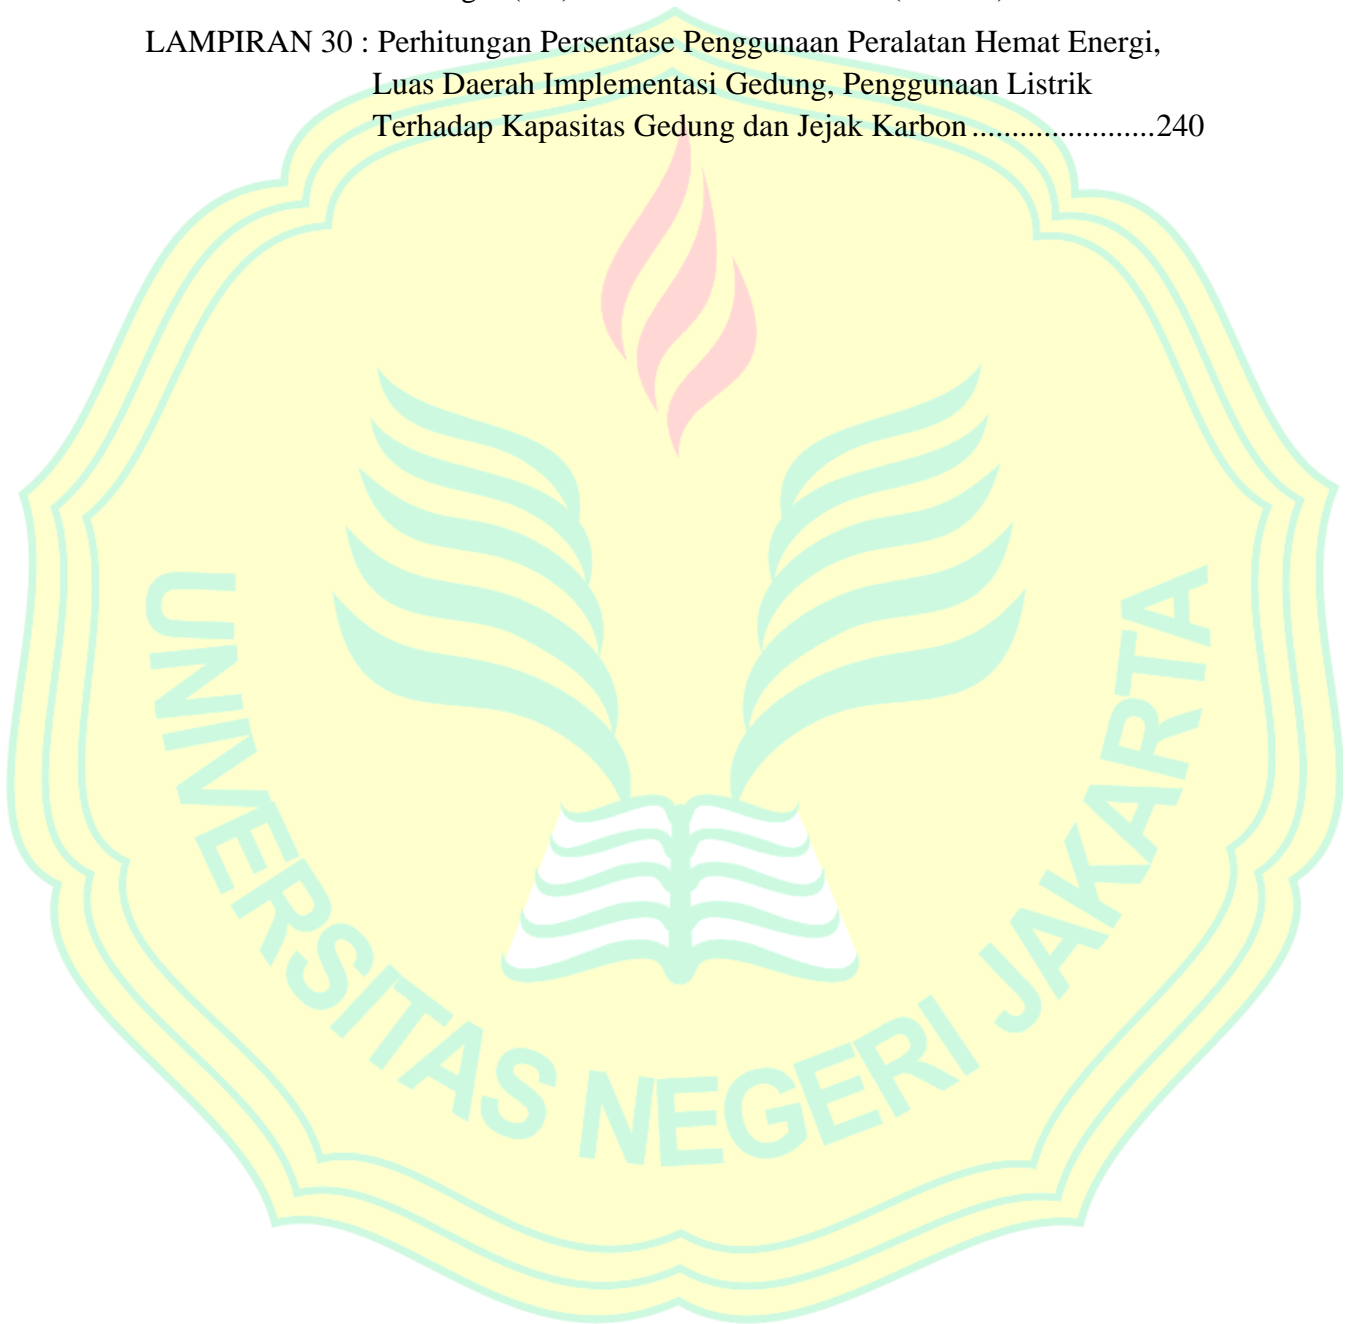 LAMPIRAN 30 : Perhitungan Persentase Penggunaan Peralatan Hemat Energi,
Luas Daerah Implementasi Gedung, Penggunaan Listrik
Terhadap Kapasitas Gedung dan Jejak Karbon .......................240
UNIVERSITAS NEGERI JAKARTA